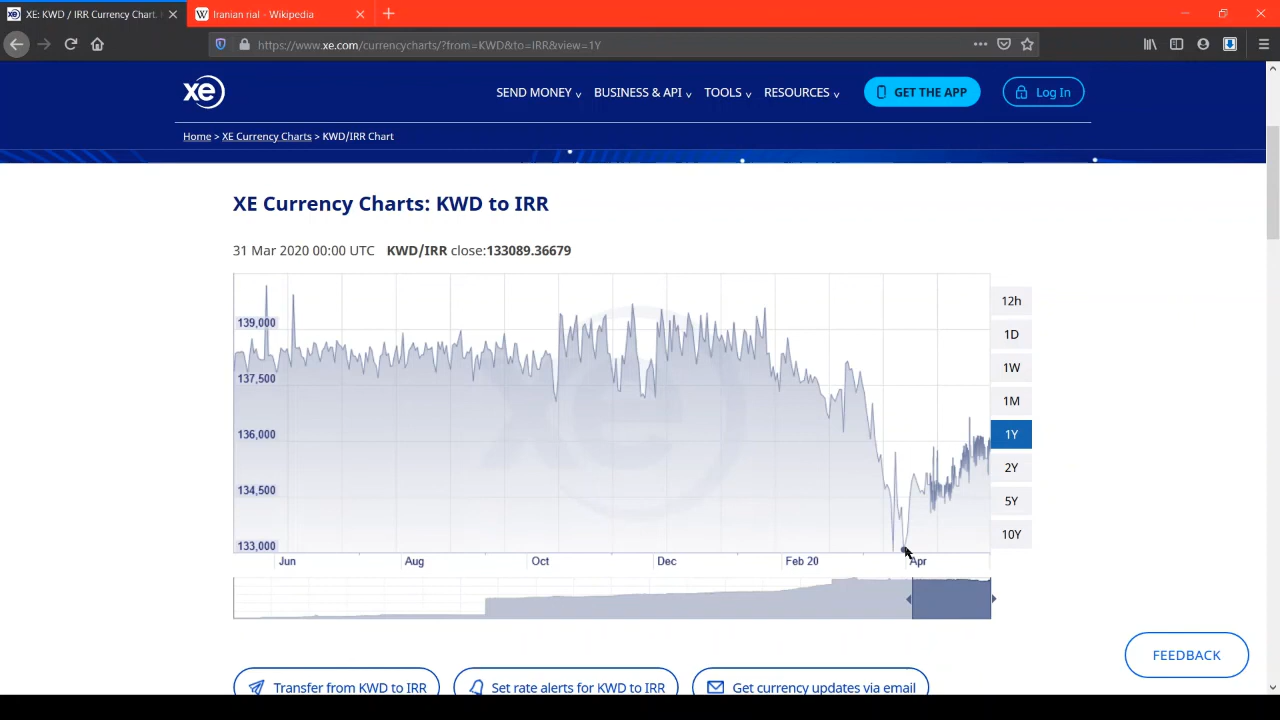 XE: KWD / IRR Currency Chart.
Iranian rial - Wikipedia
https://www.xe.com/currencycharts/?from=KWD&to=IRR&view=1Y
xe
SEND MONEY
BUSINESS & API
TOOLS
RESOURCES
GET THE APP
Log In
Home > XE Currency Charts > KWD/IRR Chart
XE Currency Charts: KWD to IRR
31 Mar 2020 00:00 UTC KWD/IRR close:133089.36679
139,000
137,500
136,000
134,500
133,000
Jun
Aug
Oct
Dec
Feb 20
Apr
xe
12h
1D
1W
1M
1Y
2Y
5Y
10Y
Transfer from KWD to IRR
Set rate alerts for KWD to IRR
Get currency updates via email
FEEDBACK